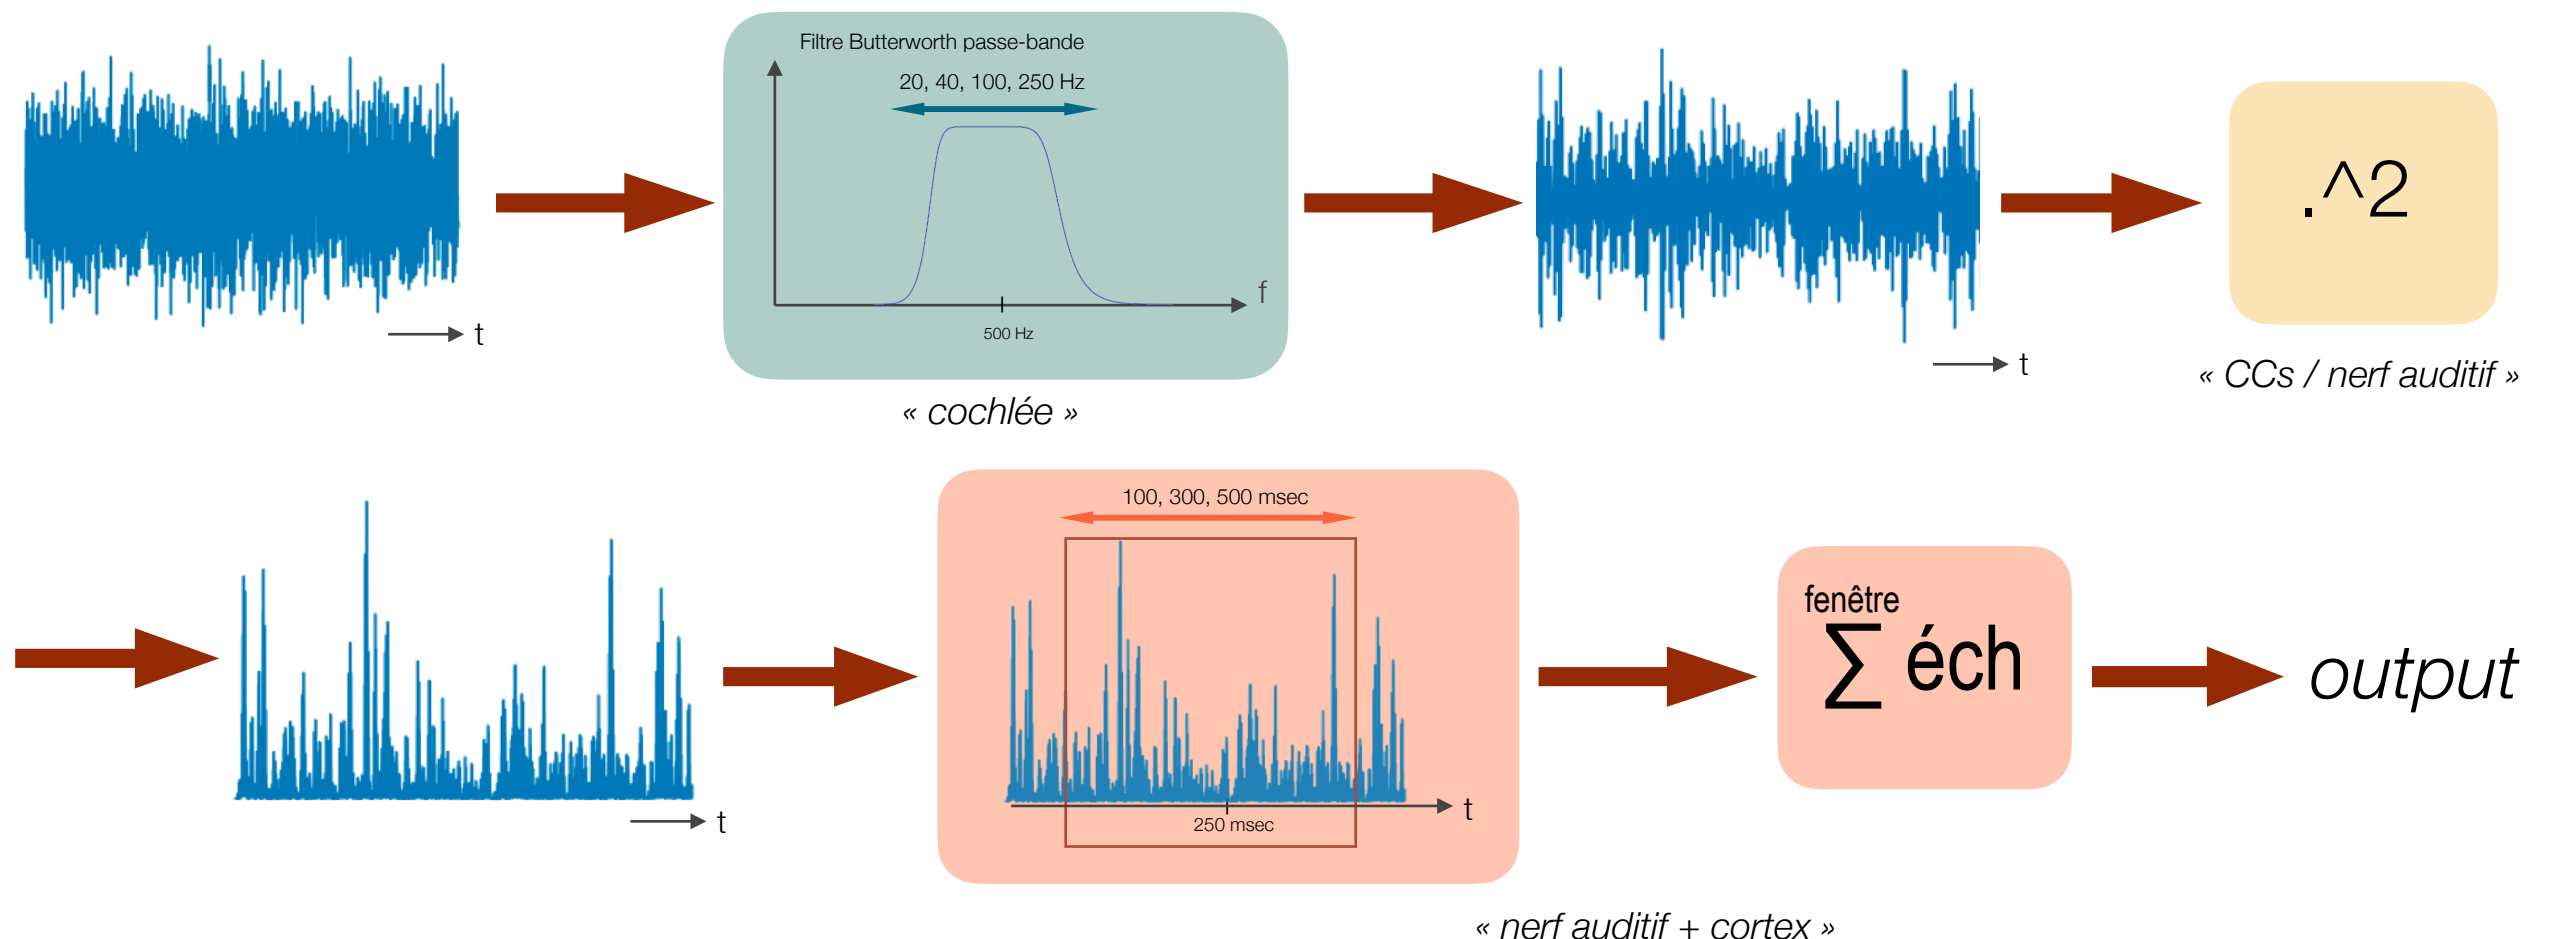 Filtre Butterworth passe-bande
20, 40, 100, 250 Hz
f
500 Hz
« cochlée »
t
t
.^2
« CCs / nerf auditif »
t
100, 300, 500 msec
t
250 msec
fenêtre
∑ éch
output
« nerf auditif + cortex »